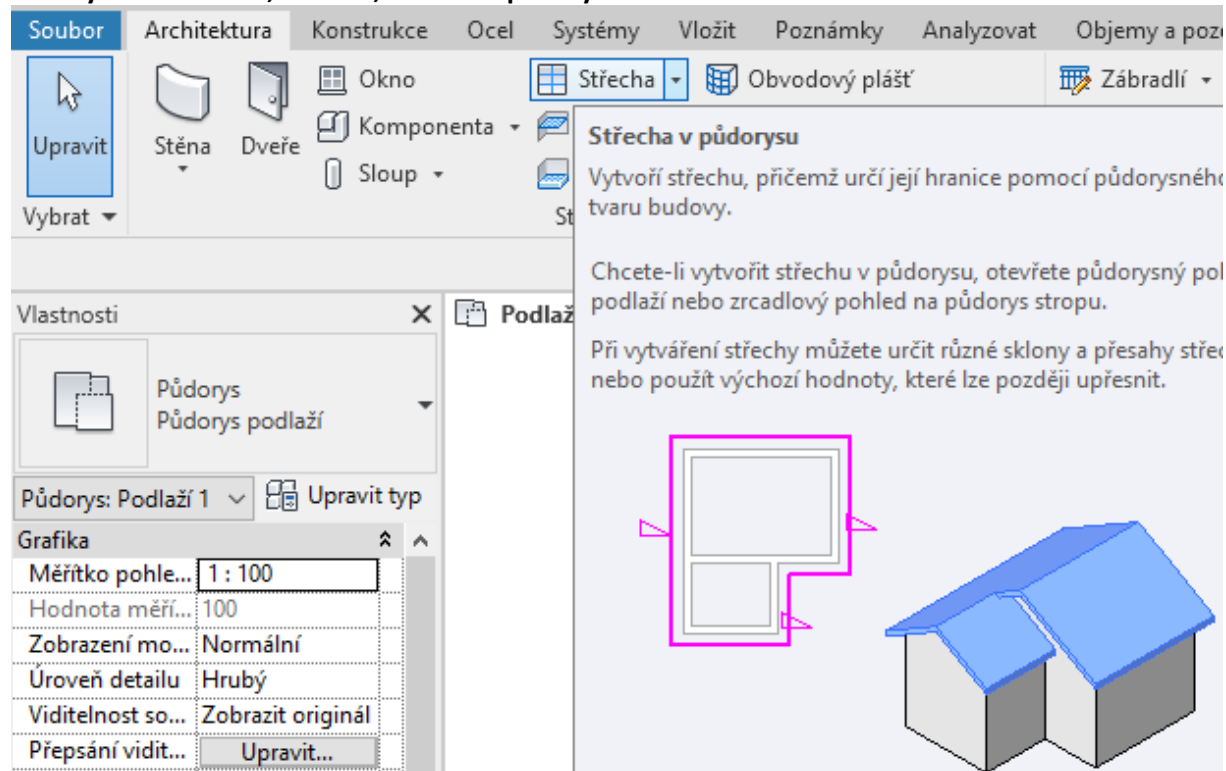 Soubor Architektura Konstrukce Ocel Systémy Vložit Poznámky Analyzovat Objemy a poz
Upravit
Vybrat
Stěna
Dveře
Okno
Komponenta
Sloup
Střecha
Obvodový plášť
Zábradlí
St
Střecha v půdorysu
Vytvoří střechu, přičemž určí její hranice pomocí půdorysného
tvaru budovy.
Chcete-li vytvořit střechu v půdorysu, otevřete půdorysný poh
podlaží nebo zrcadlový pohled na půdorys stropu.
Při vytváření střechy můžete určit různé sklony a přesahy střec
nebo použít výchozí hodnoty, které lze později upřesnit.
Vlastnosti
Podlaž
Půdorys
Půdorys podlaží
Půdorys: Podlaží 1
Upravit typ
Grafika
Měřítko pohle... 1 : 100
Hodnota měří... 100
Zobrazení mo... Normální
Úroveň detailu Hrubý
Viditelnost so... Zobrazit originál
Přepsání vidit... Upravit...